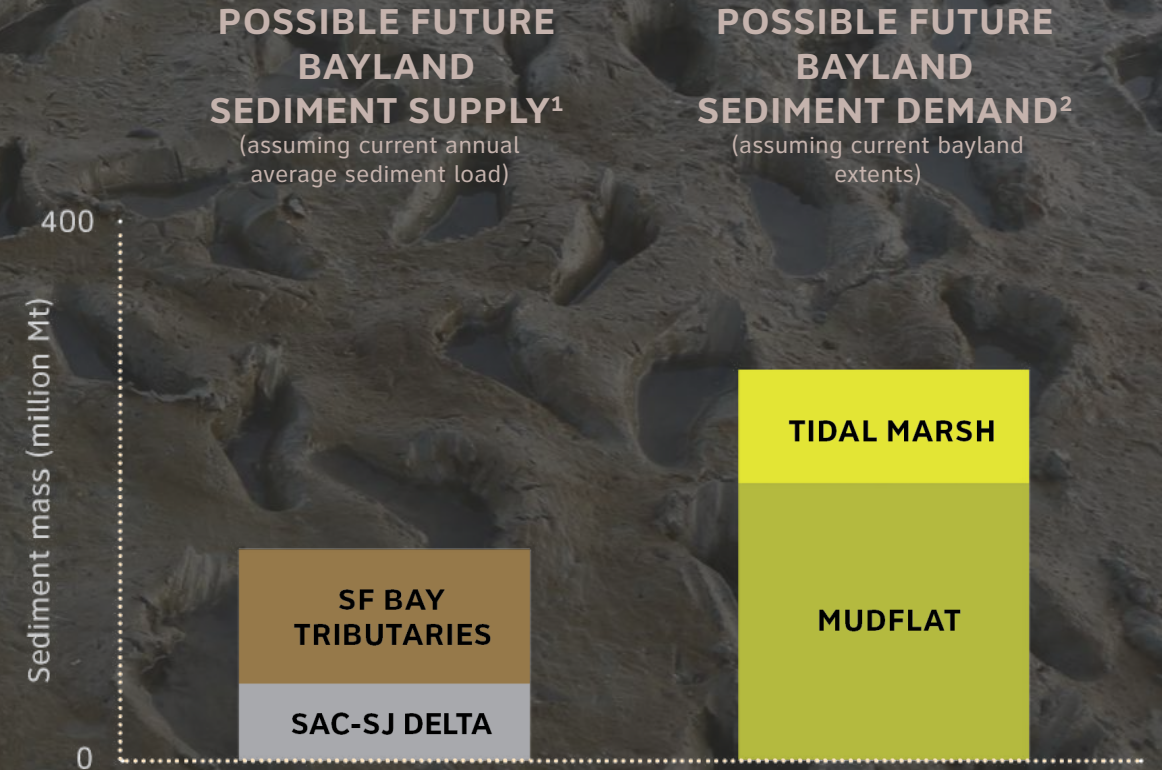 POSSIBLE FUTURE
BAYLAND
SEDIMENT SUPPLY¹
(assuming current annual
average sediment load)
POSSIBLE FUTURE
BAYLAND
SEDIMENT DEMAND²
(assuming current bayland
extents)
400
Sediment mass (million Mt)
0
SF BAY
TRIBUTARIES
SAC-SJ DELTA
TIDAL MARSH
MUDFLAT